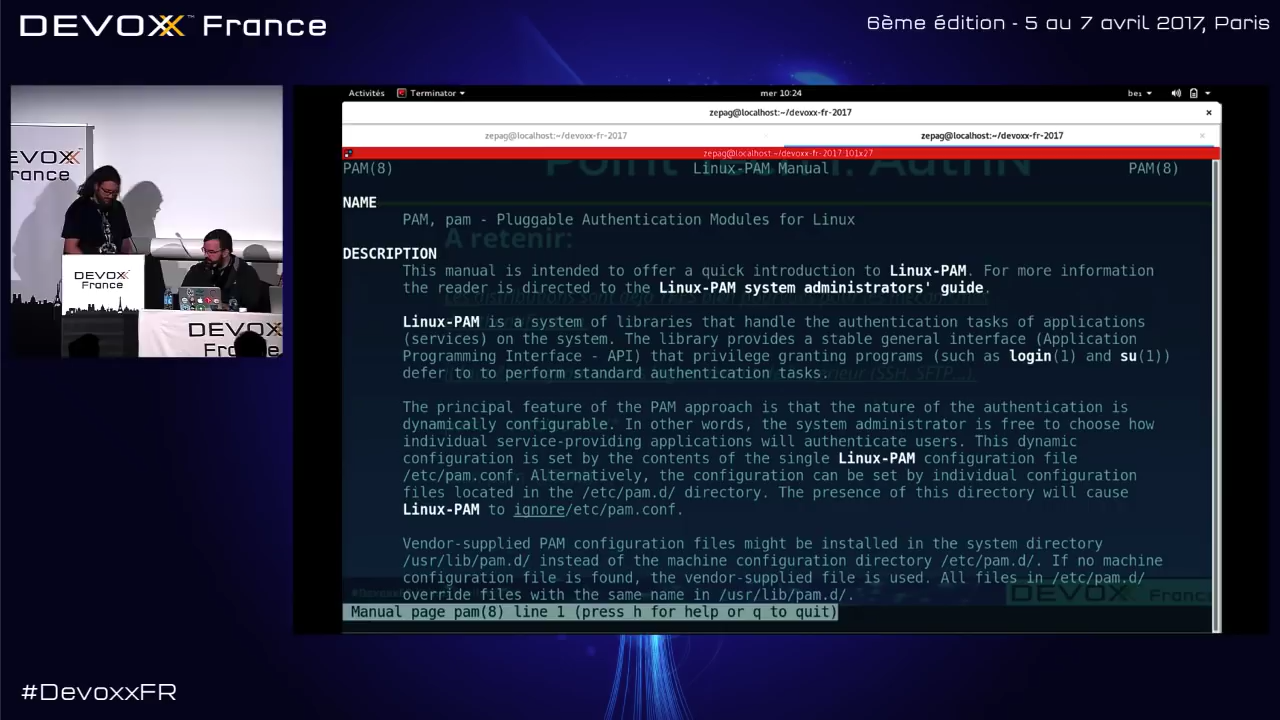 DEVOXX™ France
6ème édition - 5 au 7 avril 2017, Paris
Activités
Terminator
mer 10:24
be₁
zepag@localhost:~/devoxx-fr-2017
zepag@localhost:~/devoxx-fr-2017
zepag@localhost:~/devoxx-fr-2017
zepag@localhost:~/devoxx-fr-2017 101x27
PAM(8) Linux-PAM Manual PAM(8)
NAME
PAM, pam - Pluggable Authentication Modules for Linux
A retenir:
DESCRIPTION
This manual is intended to offer a quick introduction to Linux-PAM. For more information
the reader is directed to the Linux-PAM system administrators' guide.
Linux-PAM is a system of libraries that handle the authentication tasks of applications
(services) on the system. The library provides a stable general interface (Application
Programming Interface - API) that privilege granting programs (such as login(1) and su(1))
defer to to perform standard authentication tasks.
(SSH, SFTP...).
The principal feature of the PAM approach is that the nature of the authentication is
dynamically configurable. In other words, the system administrator is free to choose how
individual service-providing applications will authenticate users. This dynamic
configuration is set by the contents of the single Linux-PAM configuration file
/etc/pam.conf. Alternatively, the configuration can be set by individual configuration
files located in the /etc/pam.d/ directory. The presence of this directory will cause
Linux-PAM to ignore/etc/pam.conf.
Vendor-supplied PAM configuration files might be installed in the system directory
/usr/lib/pam.d/ instead of the machine configuration directory /etc/pam.d/. If no machine
configuration file is found, the vendor-supplied file is used. All files in /etc/pam.d/
override files with the same name in /usr/lib/pam.d/.
DEVOXX France
Manual page pam(8) line 1 (press h for help or q to quit)
DEVOXX
rance
DEVOXX
France
DEVOXX
#DevoxxFR